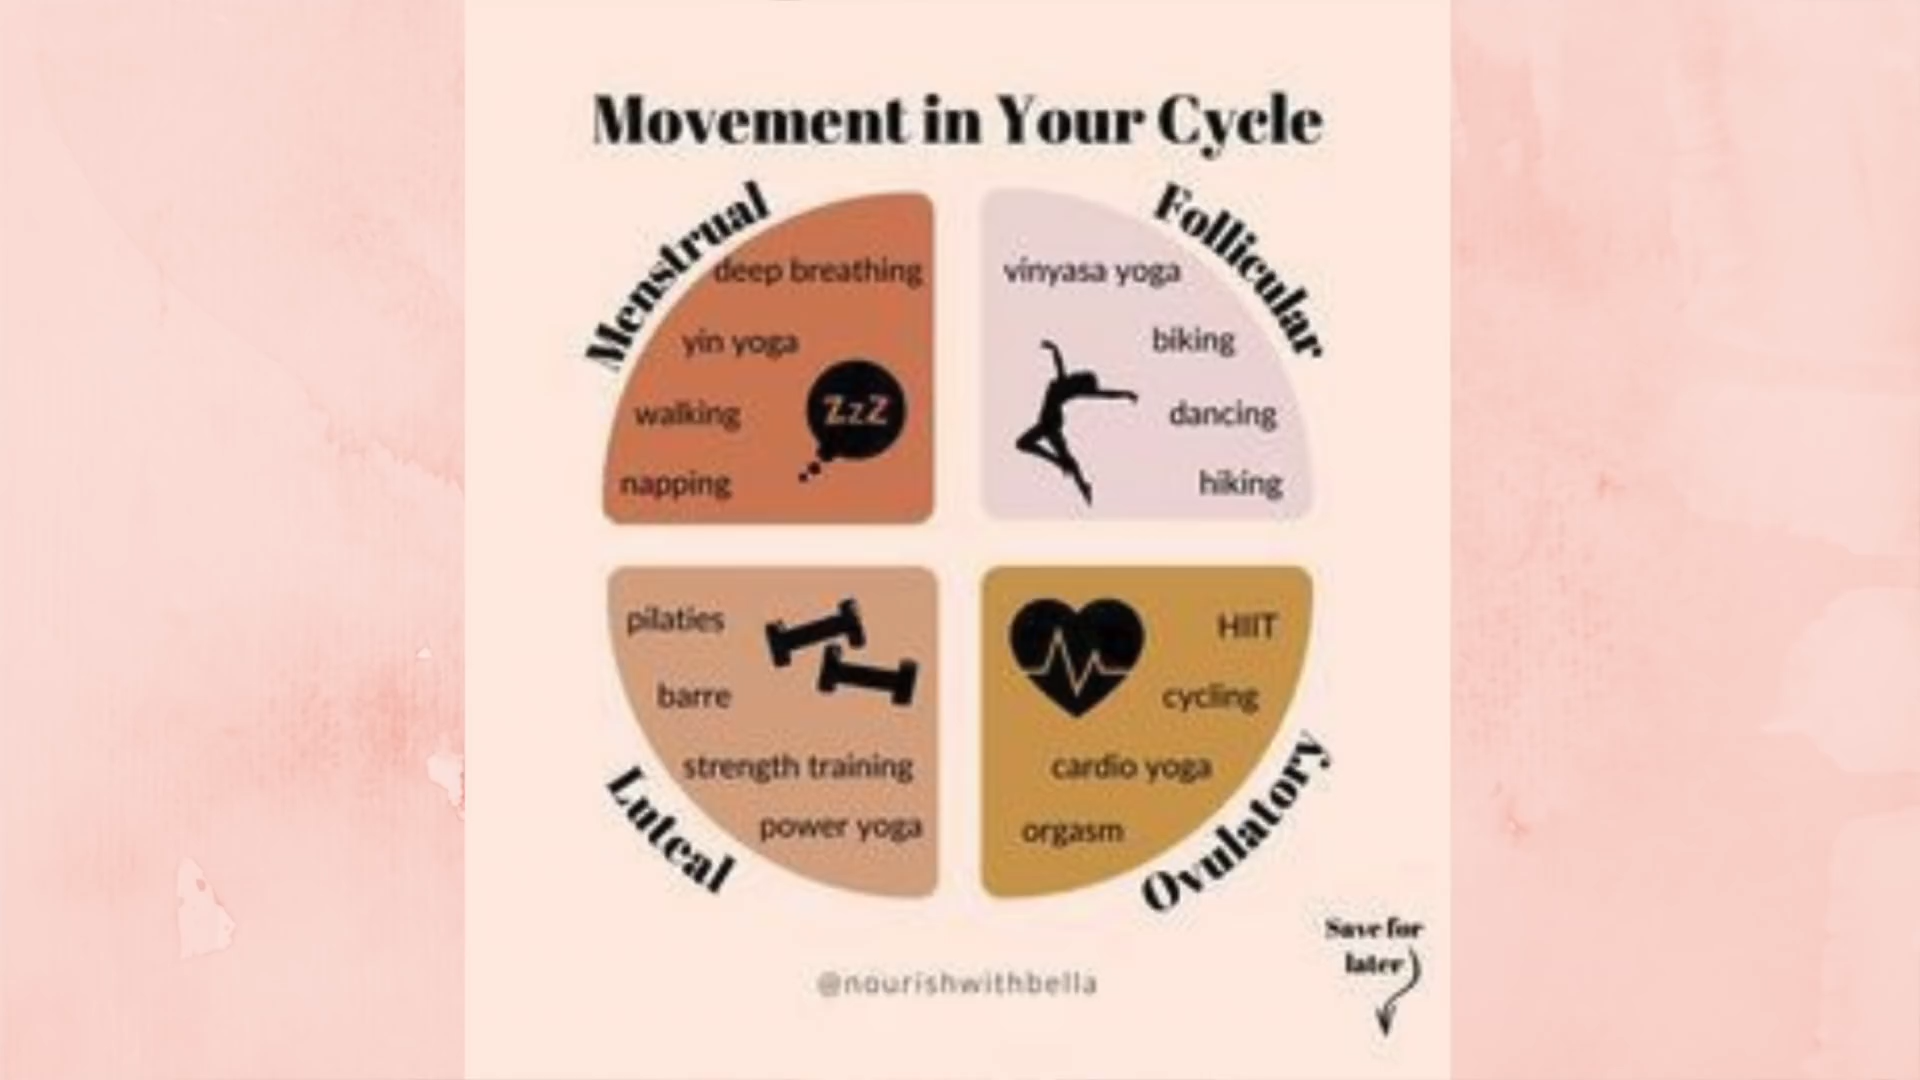 Movement in Your Cycle
Menstrual
deep breathing
yin yoga
walking
napping
ZzZ
Follicular
vinyasa yoga
biking
dancing
hiking
Luteal
pilaties
barre
strength training
power yoga
Ovulatory
HIIT
cycling
cardio yoga
orgasm
@nourishwithbella
Save for
later